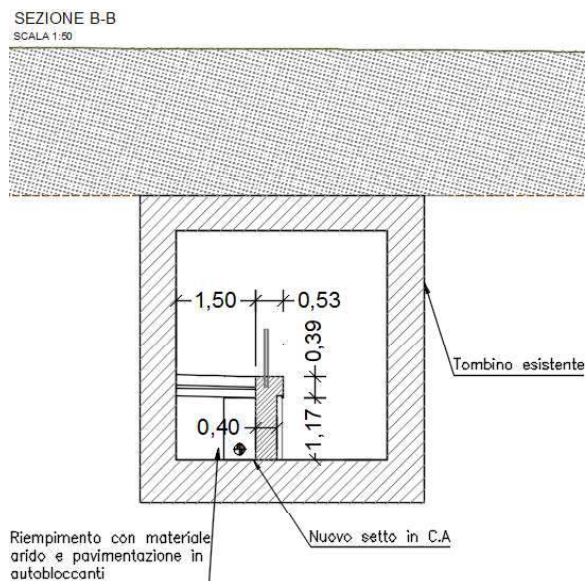 SEZIONE B-B
SCALA 1:50
1,50
0,53
0,39
Tombino esistente
0,40
1,17
Riempimento con materiale
arido e pavimentazione in
autobloccanti
Nuovo setto in C.A